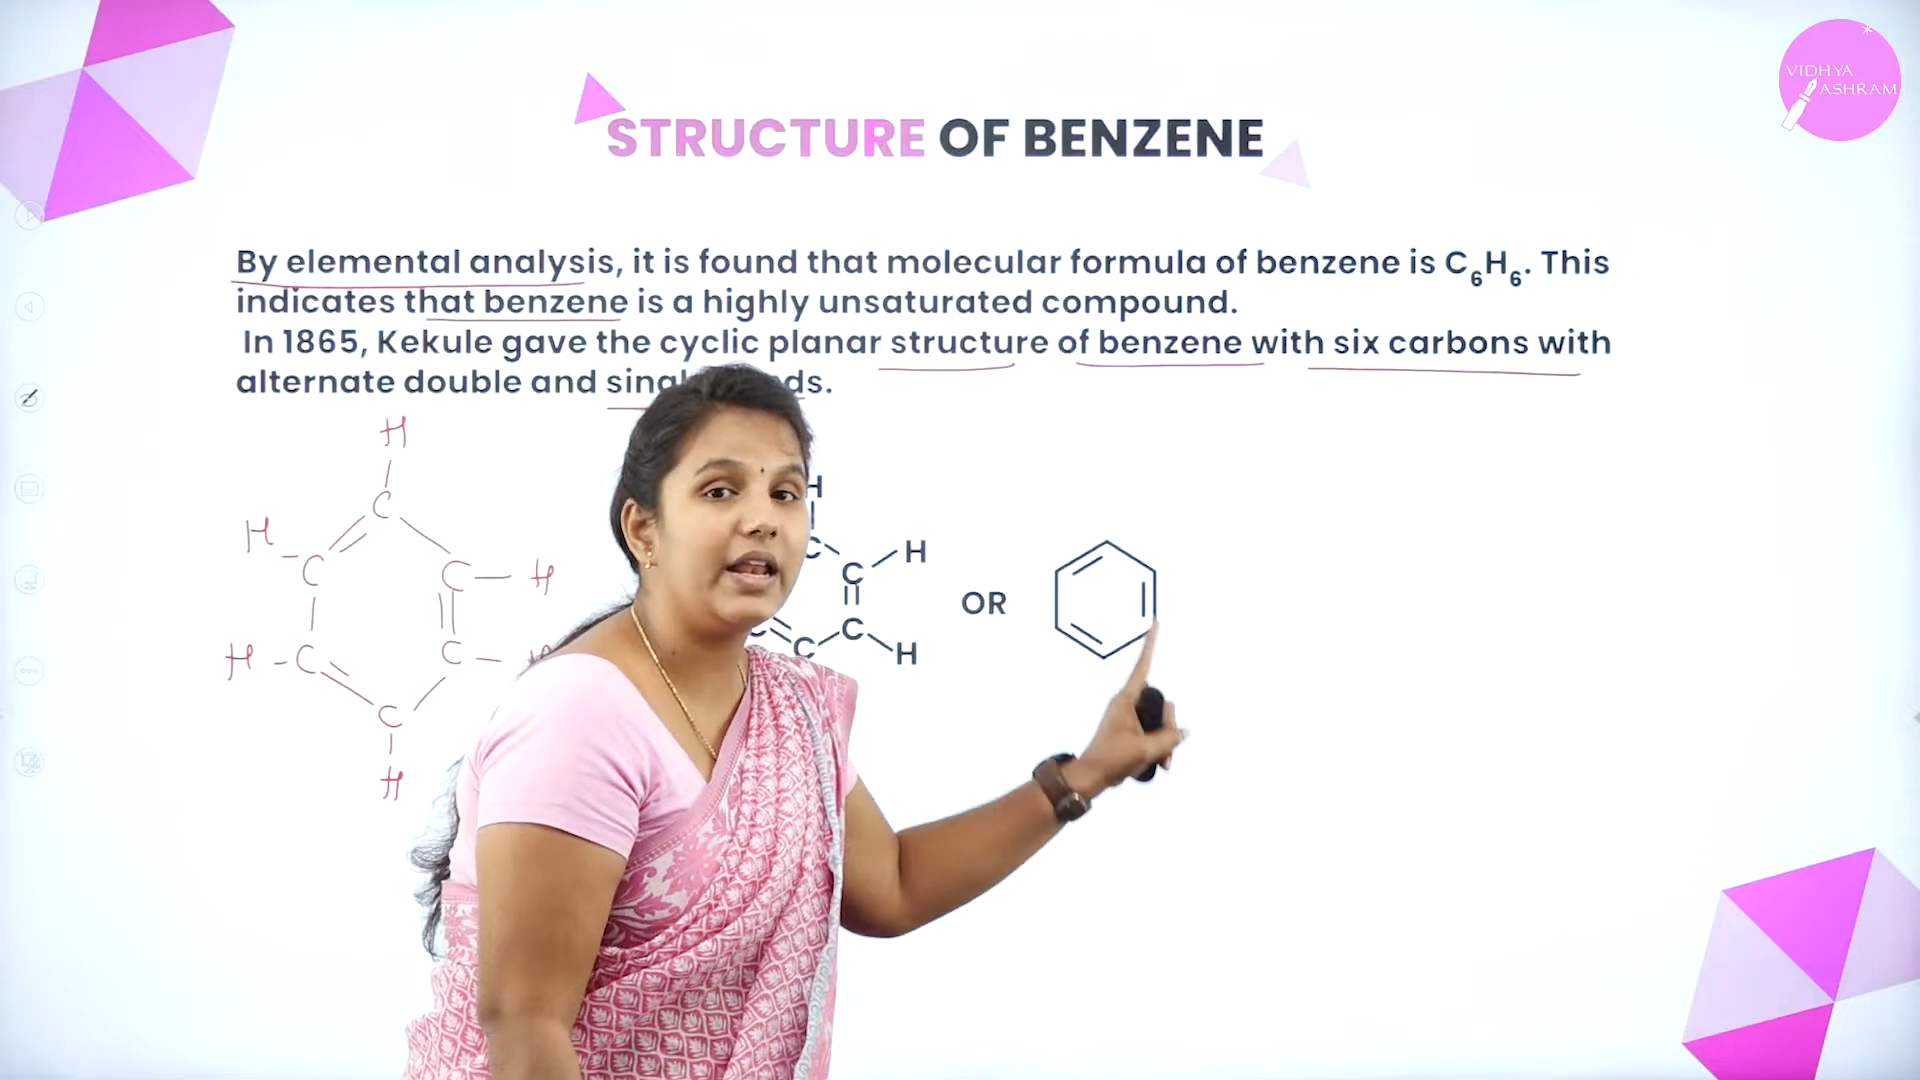 VIDHYA
ASHRAM
STRUCTURE OF BENZENE
By elemental analysis, it is found that molecular formula of benzene is C₆H₆. This
indicates that benzene is a highly unsaturated compound.
In 1865, Kekule gave the cyclic planar structure of benzene with six carbons with
alternate double and
H
H
C
H
C
C
H
H
C
C
C
H
H
C
C
H
C
H
C
OR